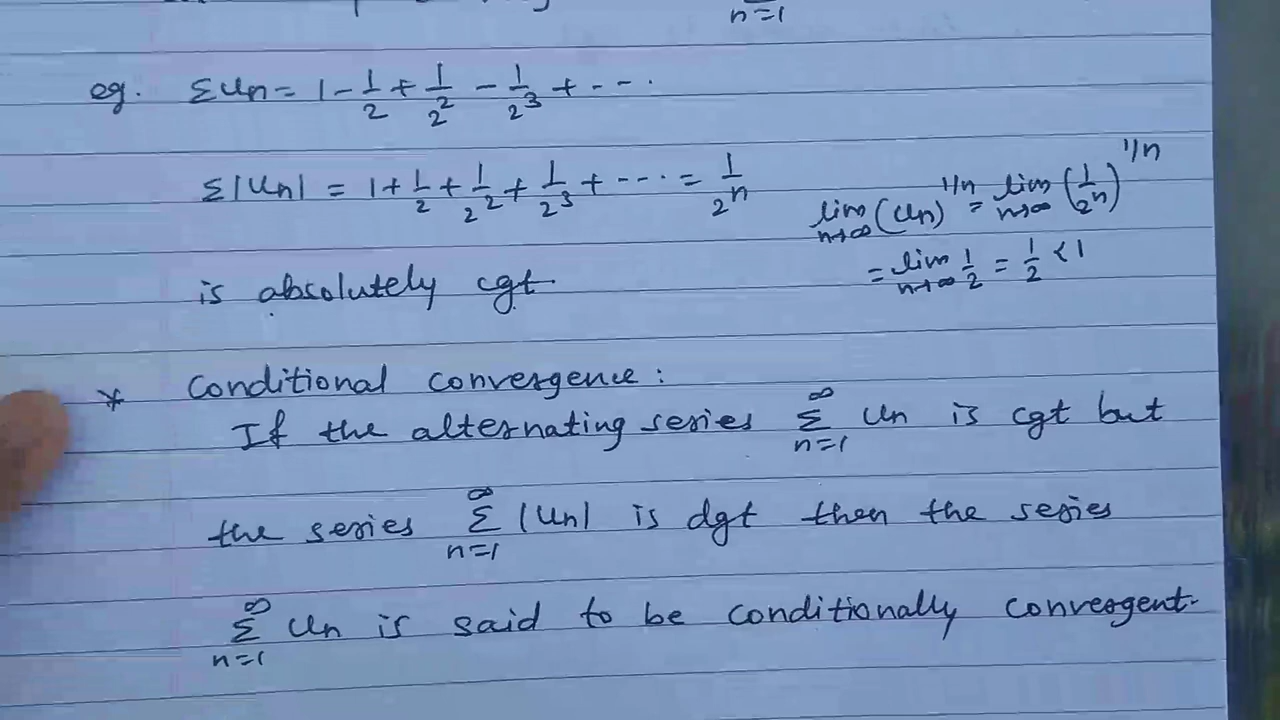 n=1
eg. Σun = 1 - 1/2 + 1/2² - 1/2³ + - - ·
Σ|un| = 1 + 1/2 + 1/2² + 1/2³ + - - - · = 1/2ⁿ
lim n→∞ (un)^1/n = lim n→∞ (1/2ⁿ)^1/n
= lim n→∞ 1/2 = 1/2 < 1
is absolutely cgt.
* Conditional convergence :
If the alternating series ∞ Σ n=1 un is cgt but
the series ∞ Σ n=1 |un| is dgt then the series
∞ Σ n=1 un is said to be conditionally convergent.